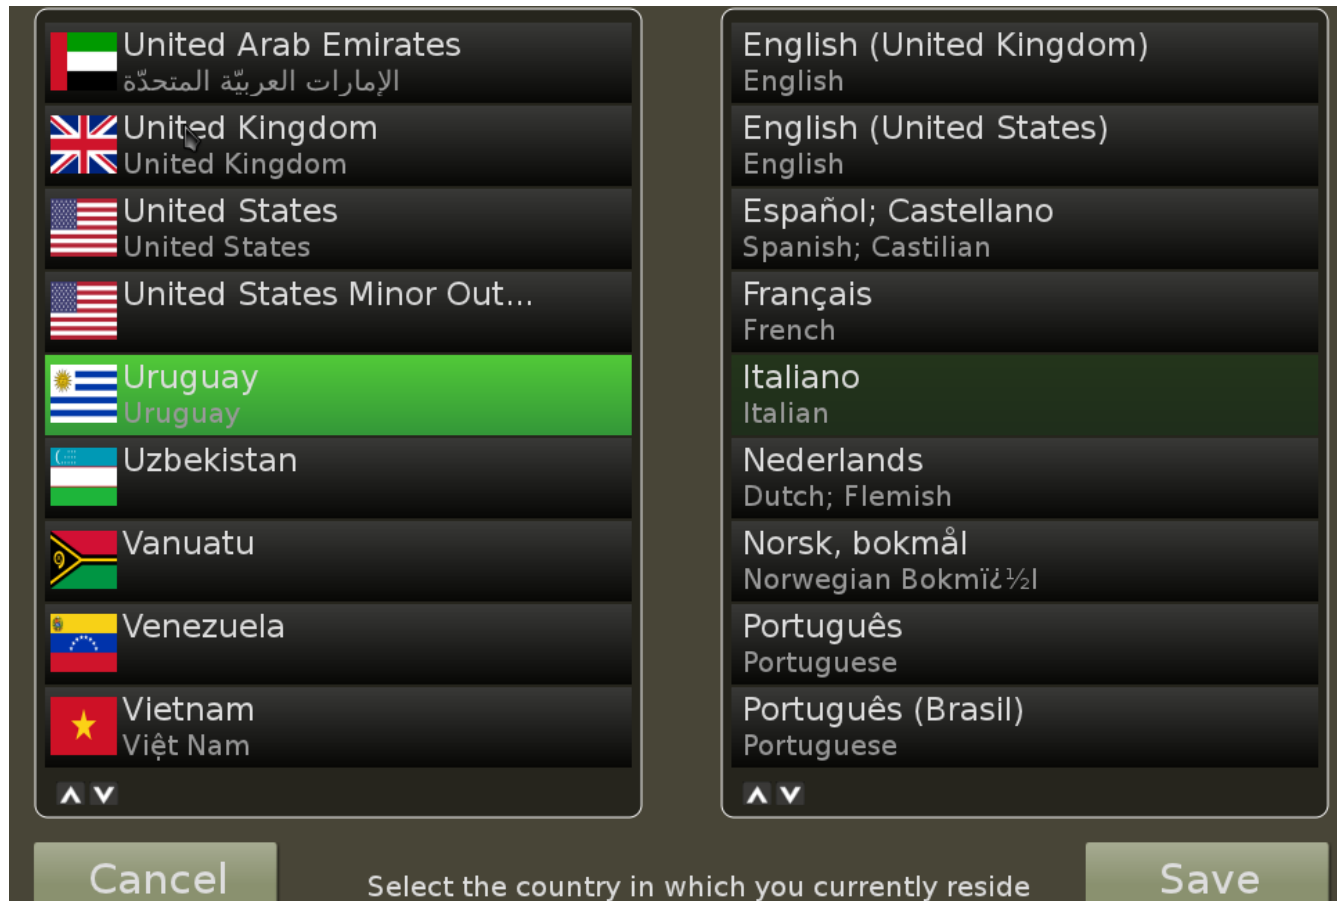 United Arab Emirates
الإمارات العربيّة المتحدّة
United Kingdom
United Kingdom
United States
United States
United States Minor Out...
Uruguay
Uruguay
Uzbekistan
Vanuatu
Venezuela
Vietnam
Việt Nam
English (United Kingdom)
English
English (United States)
English
Español; Castellano
Spanish; Castilian
Français
French
Italiano
Italian
Nederlands
Dutch; Flemish
Norsk, bokmål
Norwegian Bokmï¿½l
Português
Portuguese
Português (Brasil)
Portuguese
Cancel
Select the country in which you currently reside
Save